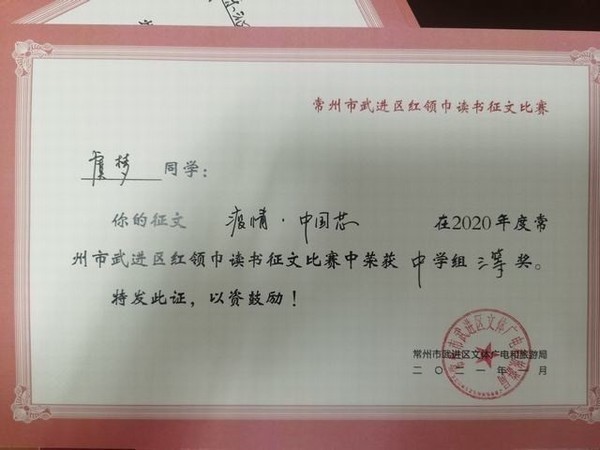 常州市武进区红领巾读书征文比赛
虞梦 同学：
你的征文 疫情·中国芯 在2020年度常
州市武进区红领巾读书征文比赛中荣获 中学组 三等 奖。
特发此证，以资鼓励！
常州市武进区文体广电和旅游局
二〇二一年一月